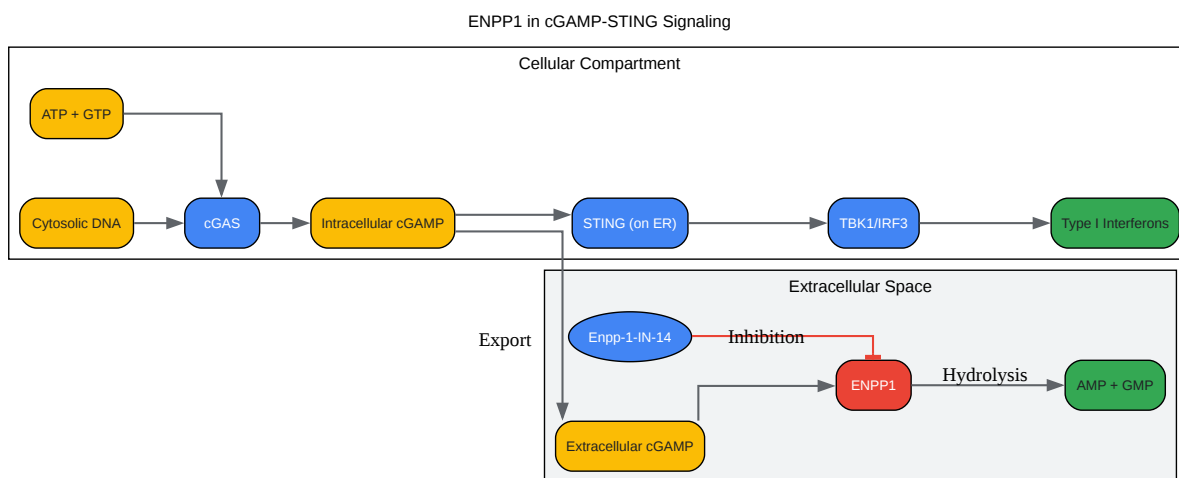 ENPP1 in cGAMP-STING Signaling
Cellular Compartment
ATP + GTP
Cytosolic DNA
cGAS
Intracellular cGAMP
STING (on ER)
TBK1/IRF3
Type I Interferons
Extracellular Space
Export
Enpp-1-IN-14
Inhibition
ENPP1
Hydrolysis
AMP + GMP
Extracellular cGAMP